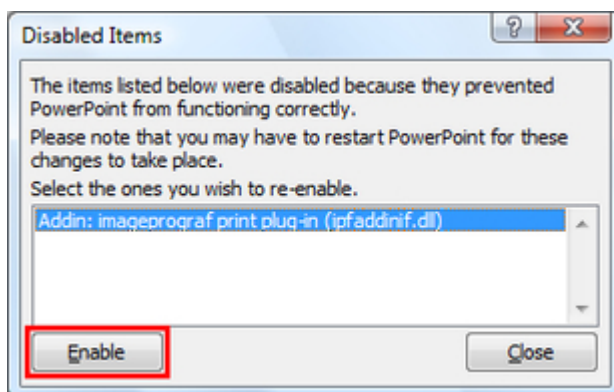 Disabled Items
The items listed below were disabled because they prevented
PowerPoint from functioning correctly.
Please note that you may have to restart PowerPoint for these
changes to take place.
Select the ones you wish to re-enable.
Addin: imageprograf print plug-in (ipfaddinif.dll)
Enable Close